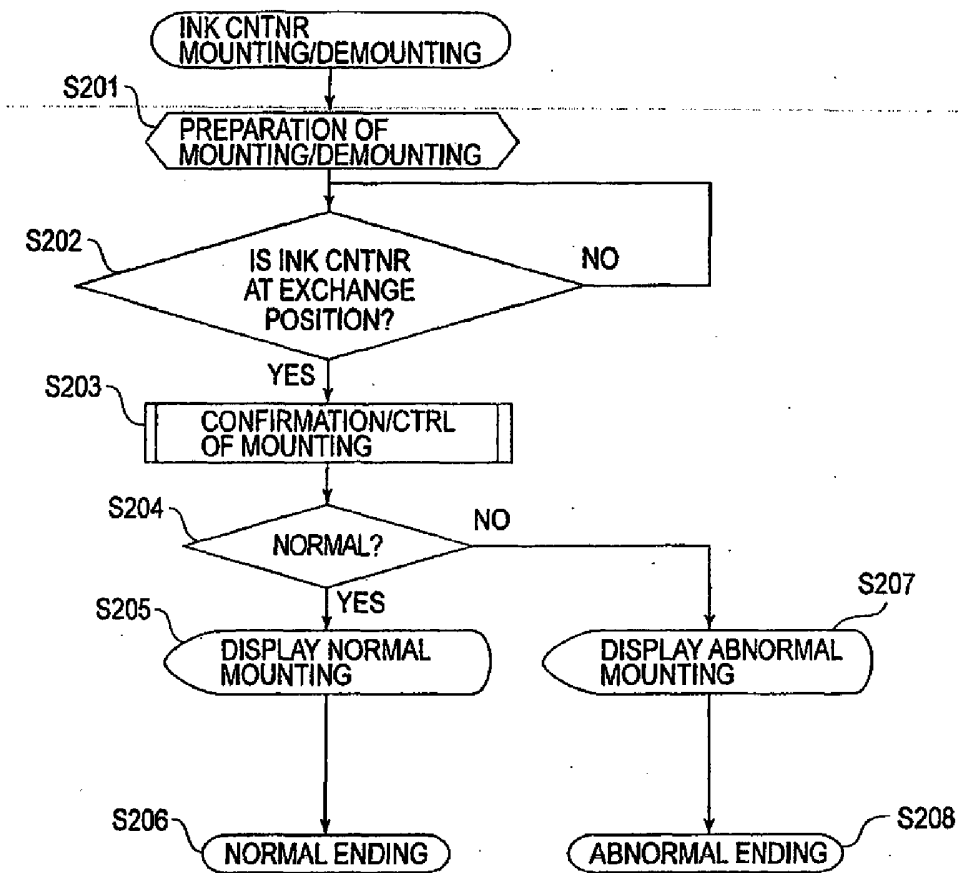 INK CNTNR
MOUNTING/DEMOUNTING
S201
PREPARATION OF
MOUNTING/DEMOUNTING
S202
IS INK CNTNR
AT EXCHANGE
POSITION?
NO
YES
S203
CONFIRMATION/CTRL
OF MOUNTING
S204
NORMAL?
NO
YES
S205
DISPLAY NORMAL
MOUNTING
S207
DISPLAY ABNORMAL
MOUNTING
S206
NORMAL ENDING
S208
ABNORMAL ENDING